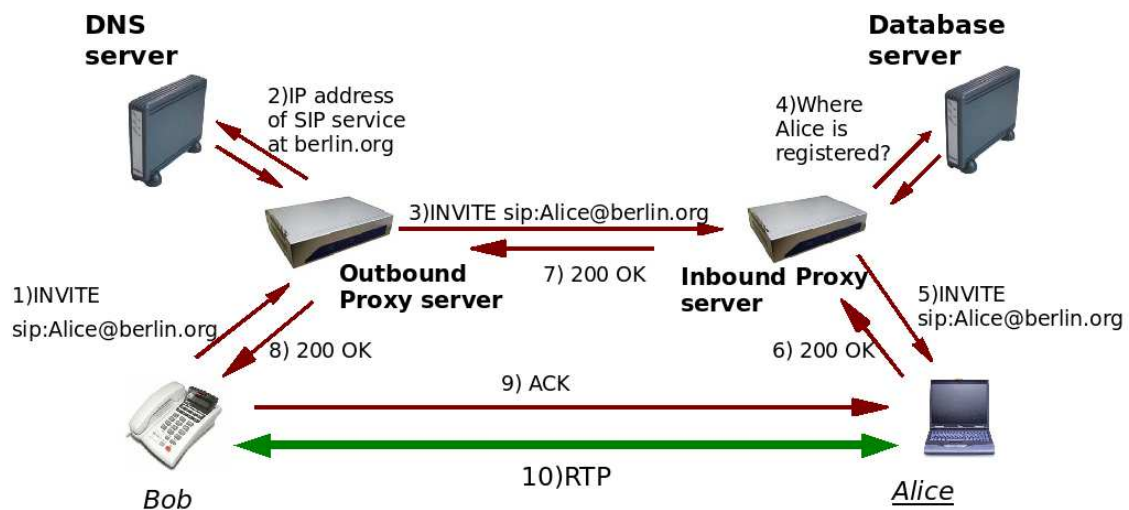 DNS
server
Database
server
2)IP address
of SIP service
at berlin.org
4)Where
Alice is
registered?
3)INVITE sip:Alice@berlin.org
7) 200 OK
Outbound
Proxy server
Inbound Proxy
server
1)INVITE
sip:Alice@berlin.org
5)INVITE
sip:Alice@berlin.org
8) 200 OK
6) 200 OK
9) ACK
10)RTP
Bob
Alice